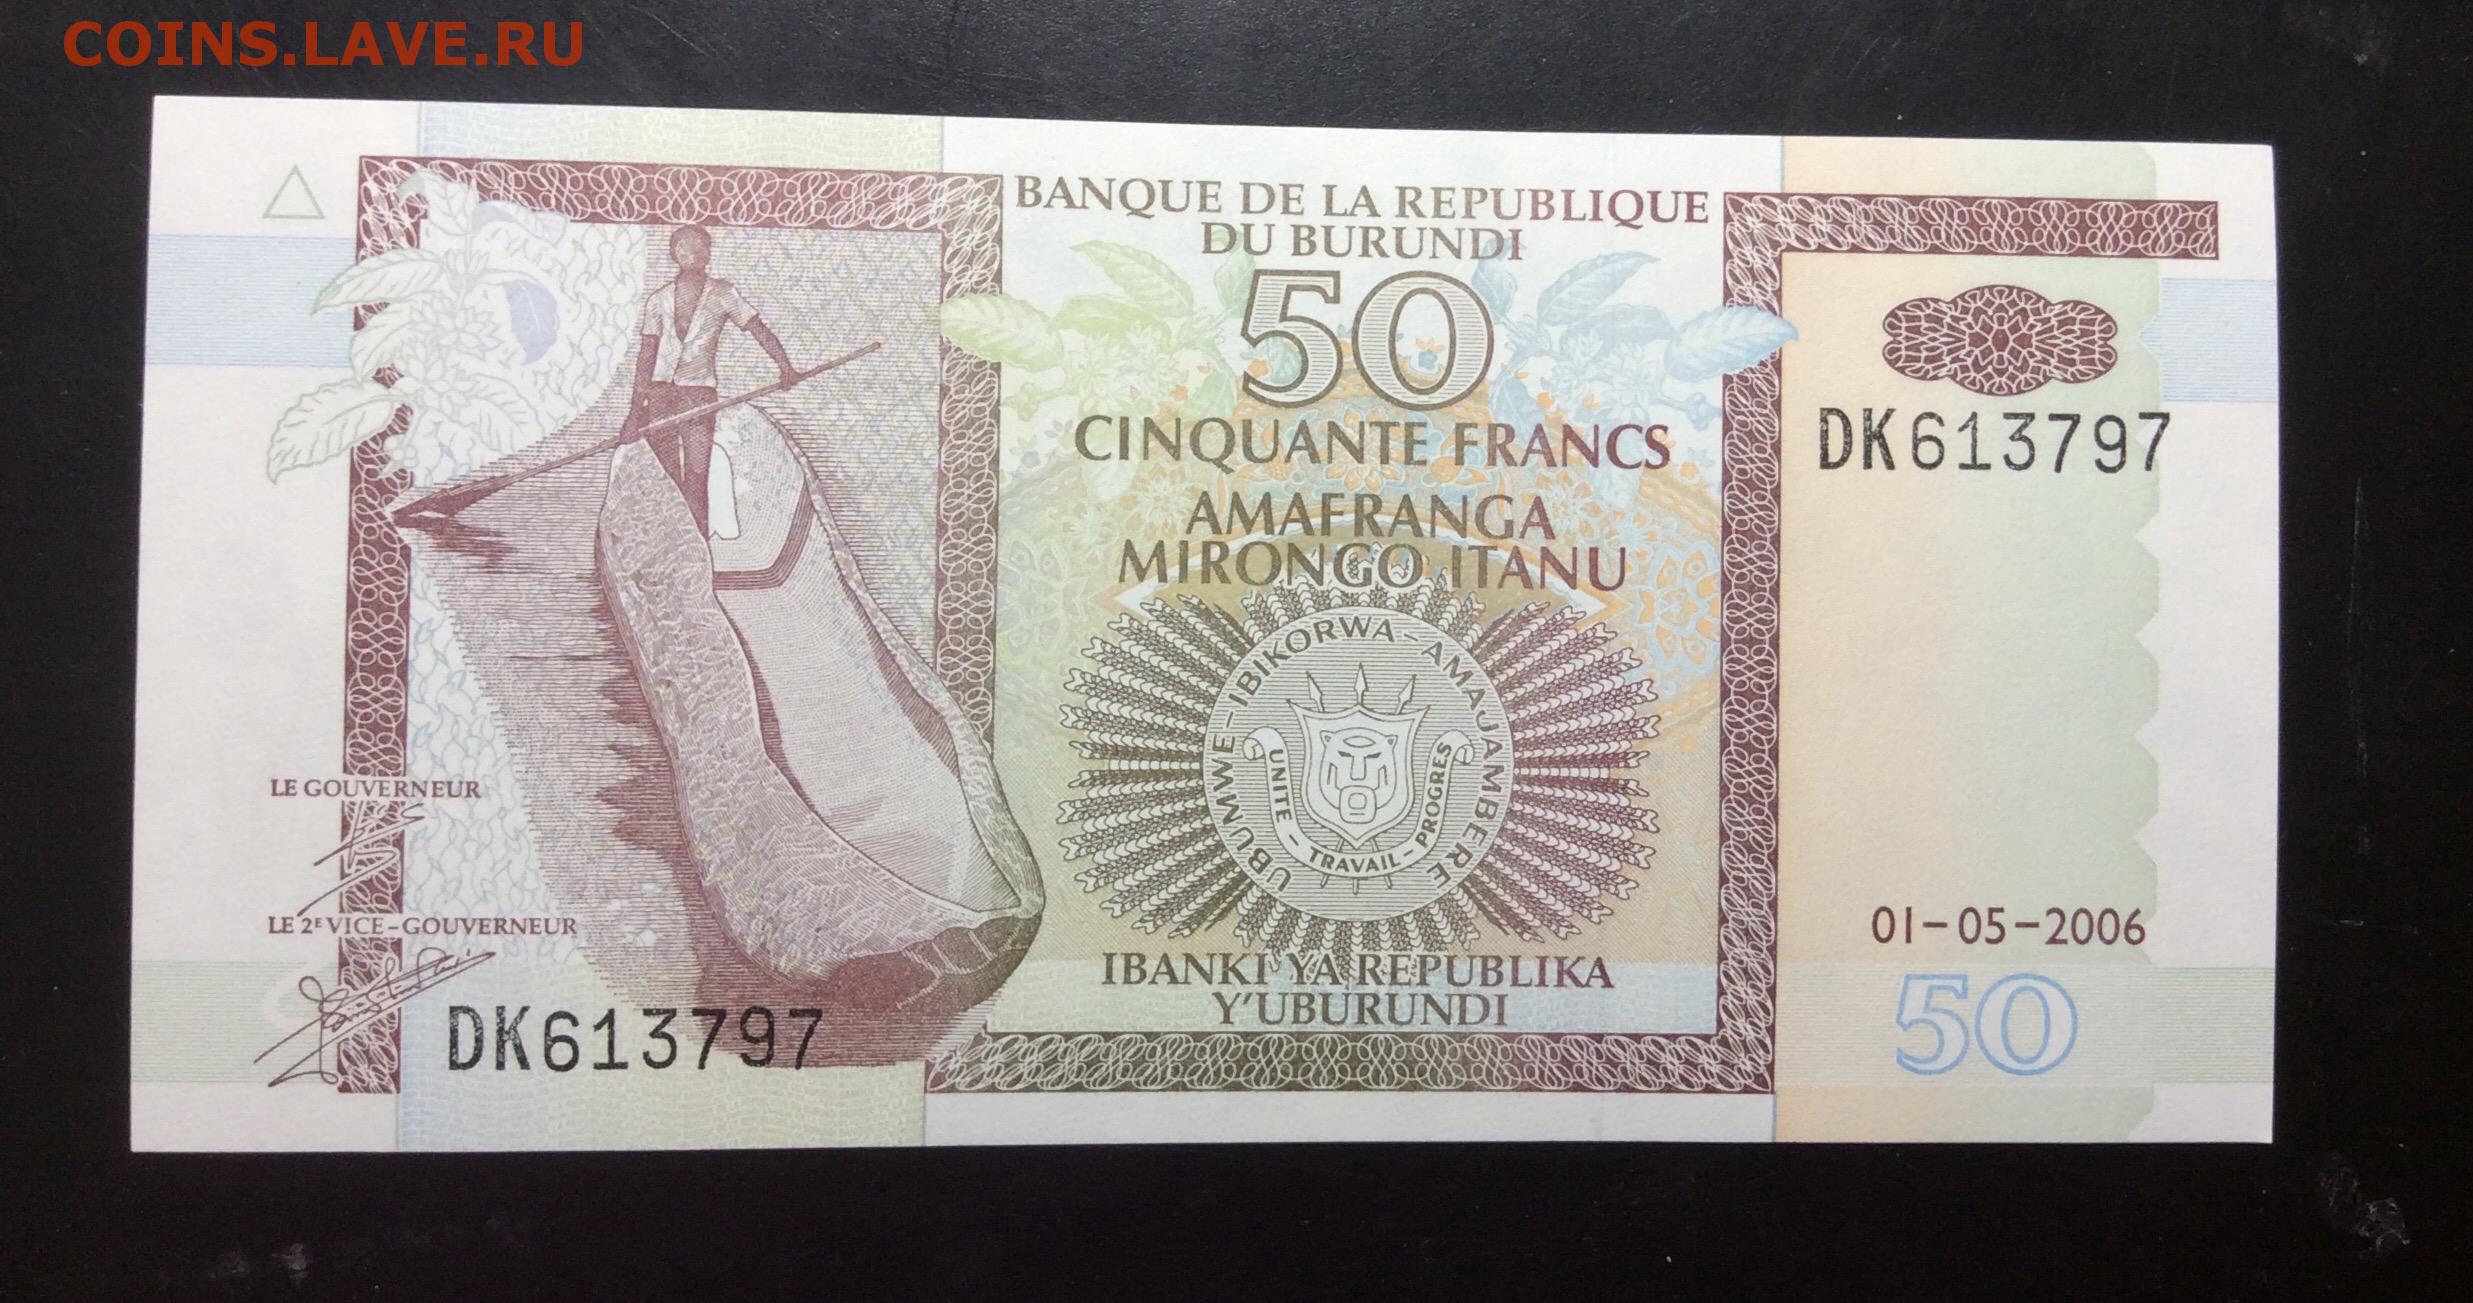 COINS.LAVE.RU
BANQUE DE LA REPUBLIQUE
DU BURUNDI
50
CINQUANTE FRANCS
AMAFRANGA
MIRONGO ITANU
DK613797
UBUMWE-IBIKORWA-AMAJAMBERE
UNITE - TRAVAIL - PROGRES
LE GOUVERNEUR
LE 2E VICE-GOUVERNEUR
DK613797
IBANKI YA REPUBLIKA
Y'UBURUNDI
01-05-2006
50